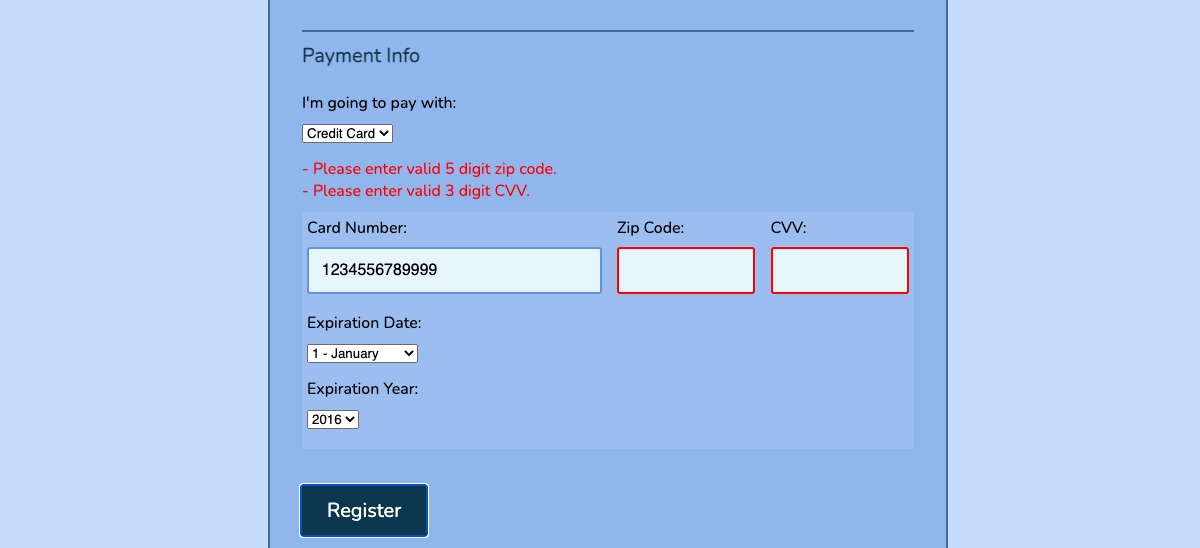 Payment Info
I'm going to pay with:
Credit Card
- Please enter valid 5 digit zip code.
- Please enter valid 3 digit CVV.
Card Number: Zip Code: CVV:
1234556789999
Expiration Date:
1 - January
Expiration Year:
2016
Register